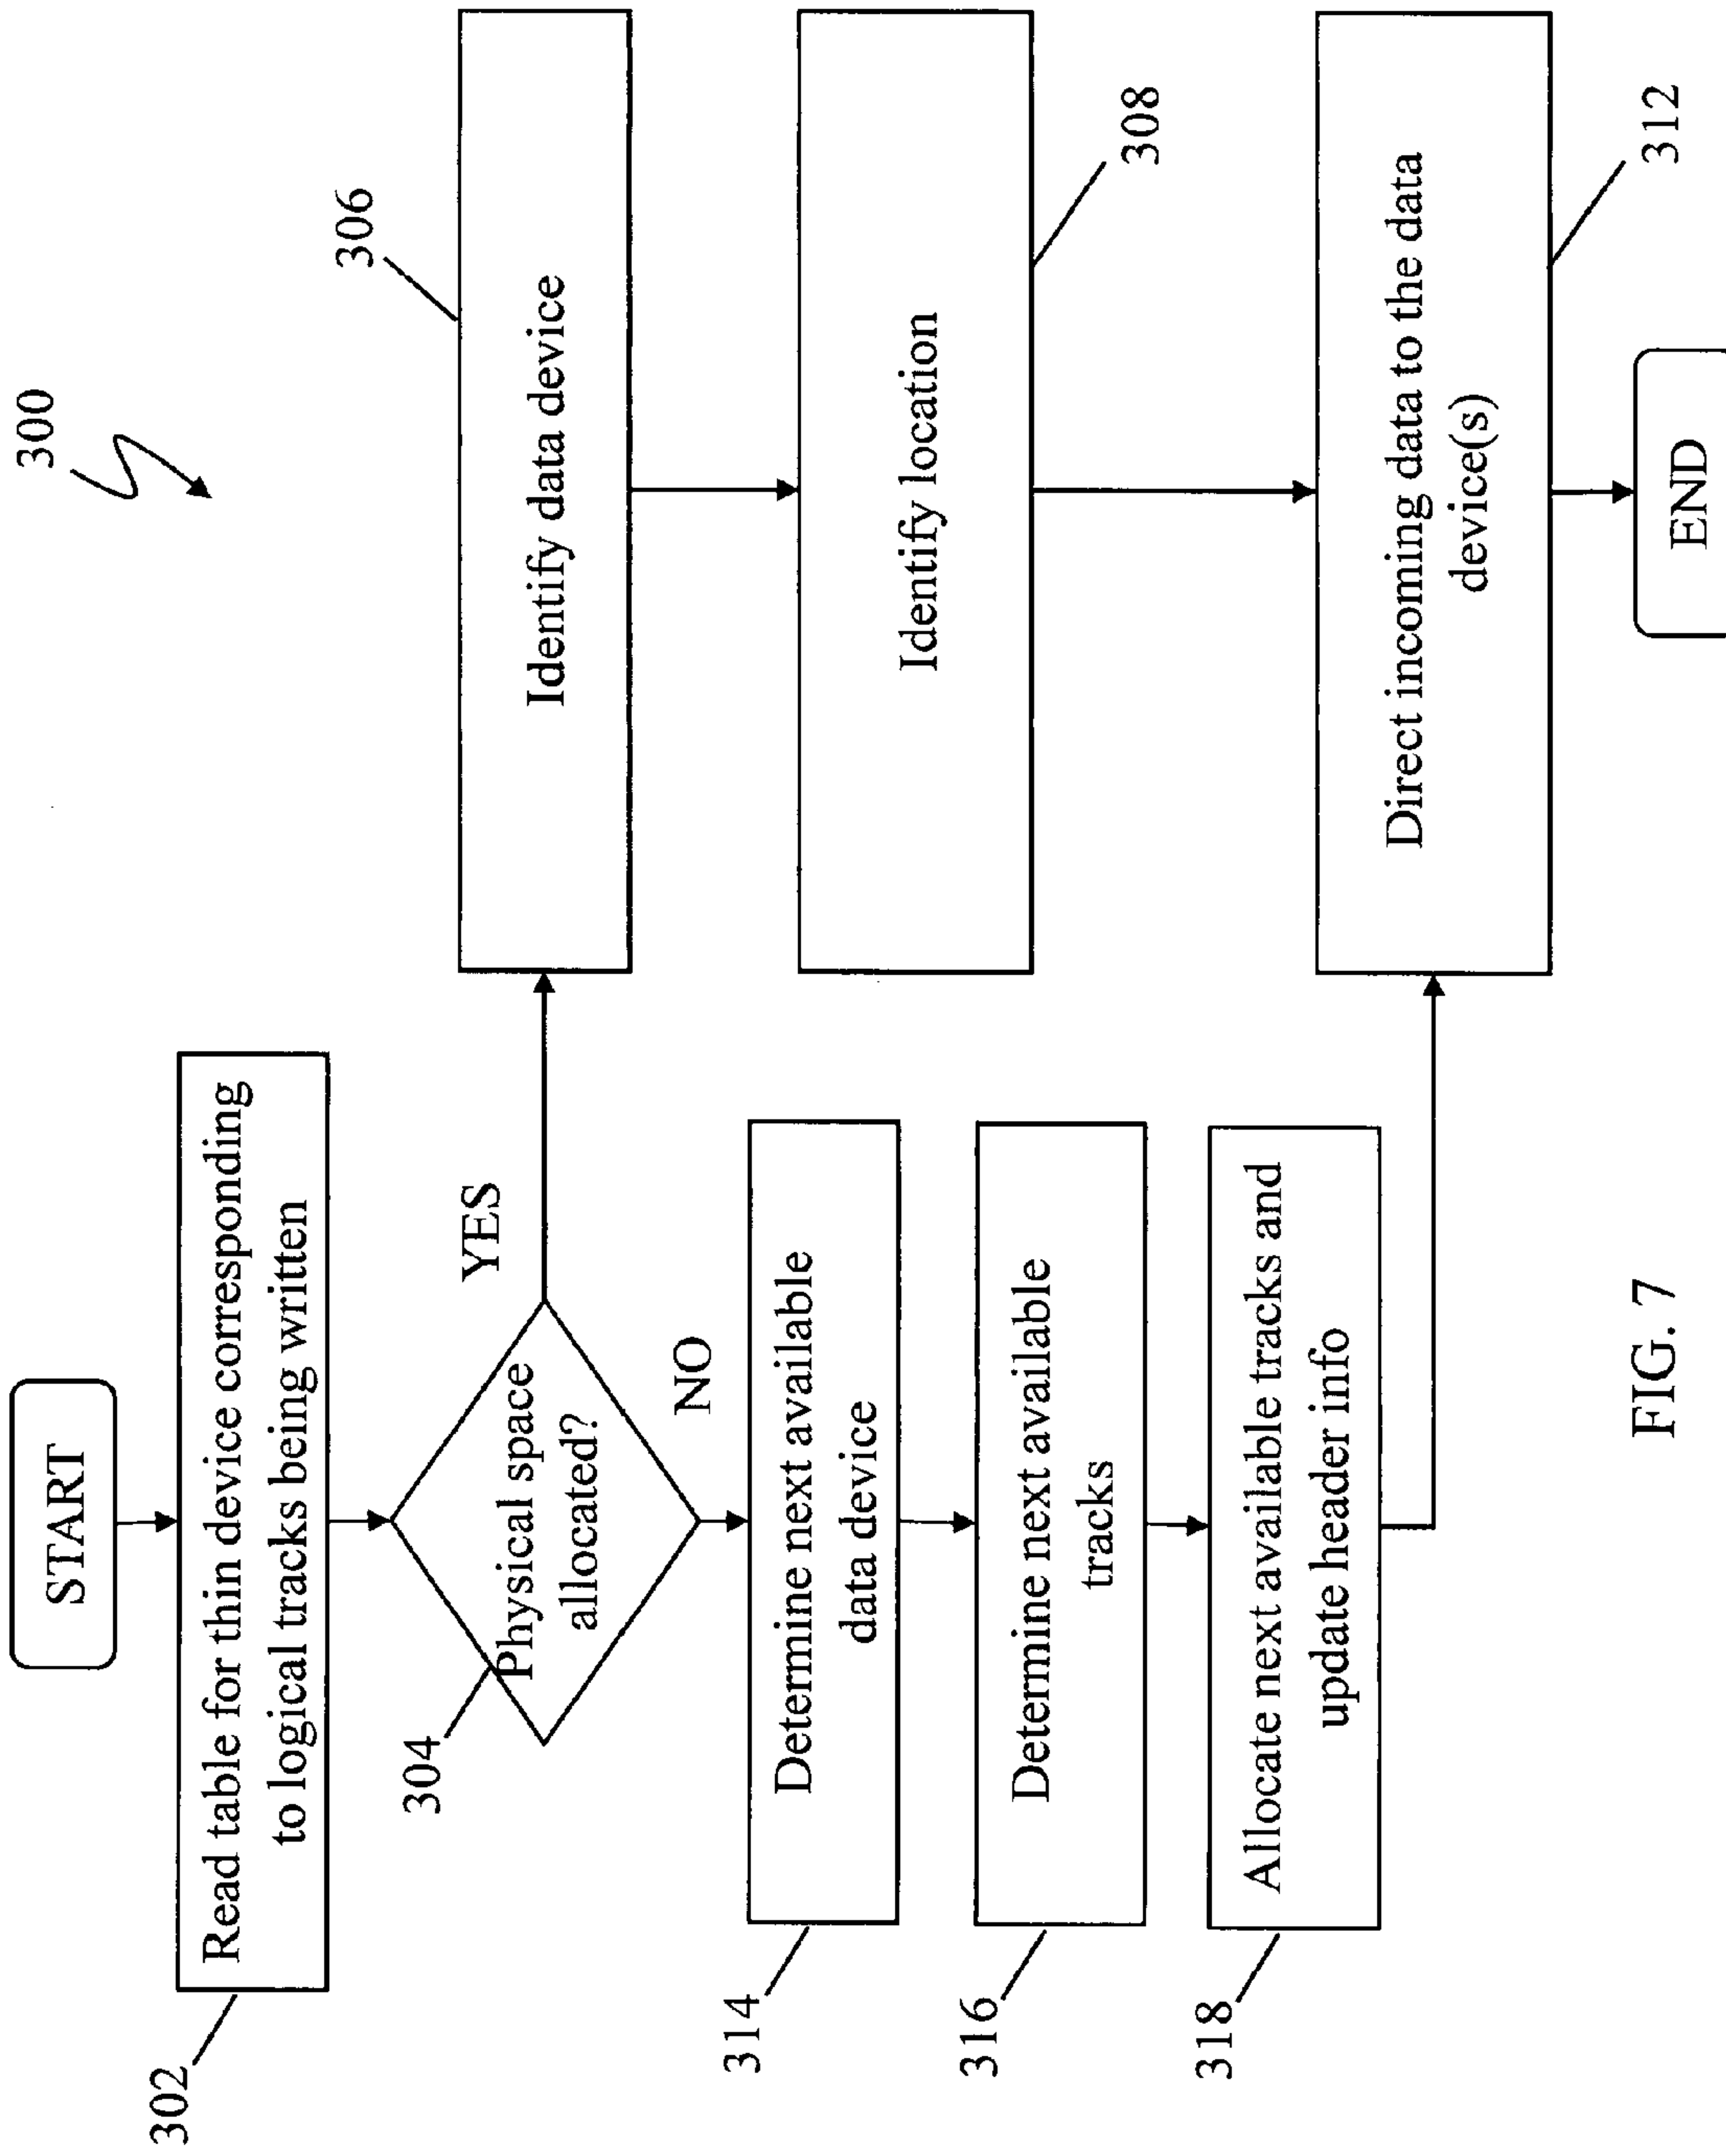 300
START
302
Read table for thin device corresponding
to logical tracks being written
304
Physical space
allocated?
YES
NO
306
Identify data device
308
Identify location
314
Determine next available
data device
316
Determine next available
tracks
318
Allocate next available tracks and
update header info
Direct incoming data to the data
device(s)
312
END
FIG. 7